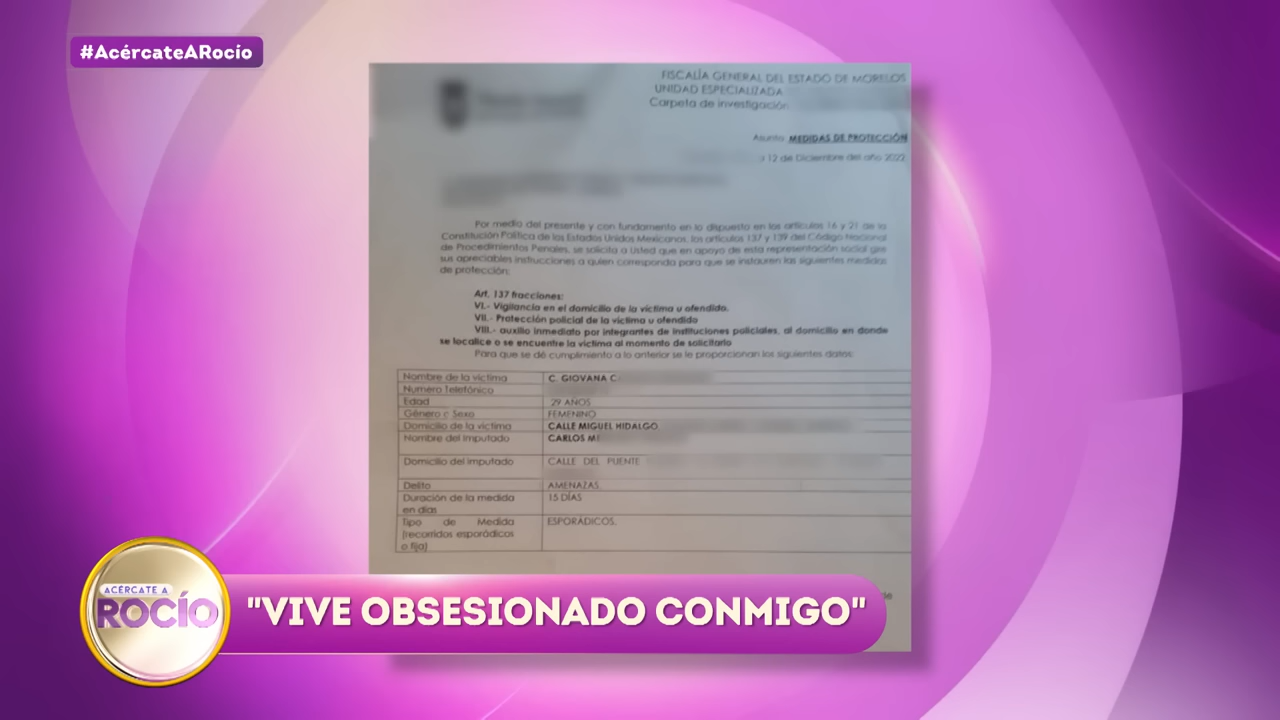 #AcércateARocío
FISCALÍA GENERAL DEL ESTADO DE MORELOS
UNIDAD ESPECIALIZADA
Carpeta de investigación
Asunto: MEDIDAS DE PROTECCIÓN
12 de Diciembre del año 2022
Por medio del presente y con fundamento en lo dispuesto en los artículos 16 y 21 de la
Constitución Política de los Estados Unidos Mexicanos, los artículos 137 y 139 del Código Nacional
de Procedimientos Penales, se solicita a Usted que en apoyo de esta representación social gire
sus apreciables instrucciones a quien corresponda para que se instauren las siguientes medidas
de protección:
Art. 137 fracciones:
VI.- Vigilancia en el domicilio de la víctima u ofendido.
VII.- Protección policial de la víctima u ofendido
VIII.- auxilio inmediato por integrantes de instituciones policiales, al domicilio en donde
se localice o se encuentre la víctima al momento de solicitarlo
Para que se dé cumplimiento a lo anterior se le proporcionan los siguientes datos:
Nombre de la víctima C. GIOVANA C
Numero Telefónico
Edad 29 AÑOS
Género o Sexo FEMENINO
Domicilio de la víctima CALLE MIGUEL HIDALGO
Nombre del imputado CARLOS M
Domicilio del imputado CALLE DEL PUENTE
Delito AMENAZAS.
Duración de la medida 15 DÍAS
en días
Tipo de Medida ESPORÁDICOS.
(recorridos esporádicos
o fija)
de
ACÉRCATE A
ROCÍO
"VIVE OBSESIONADO CONMIGO"